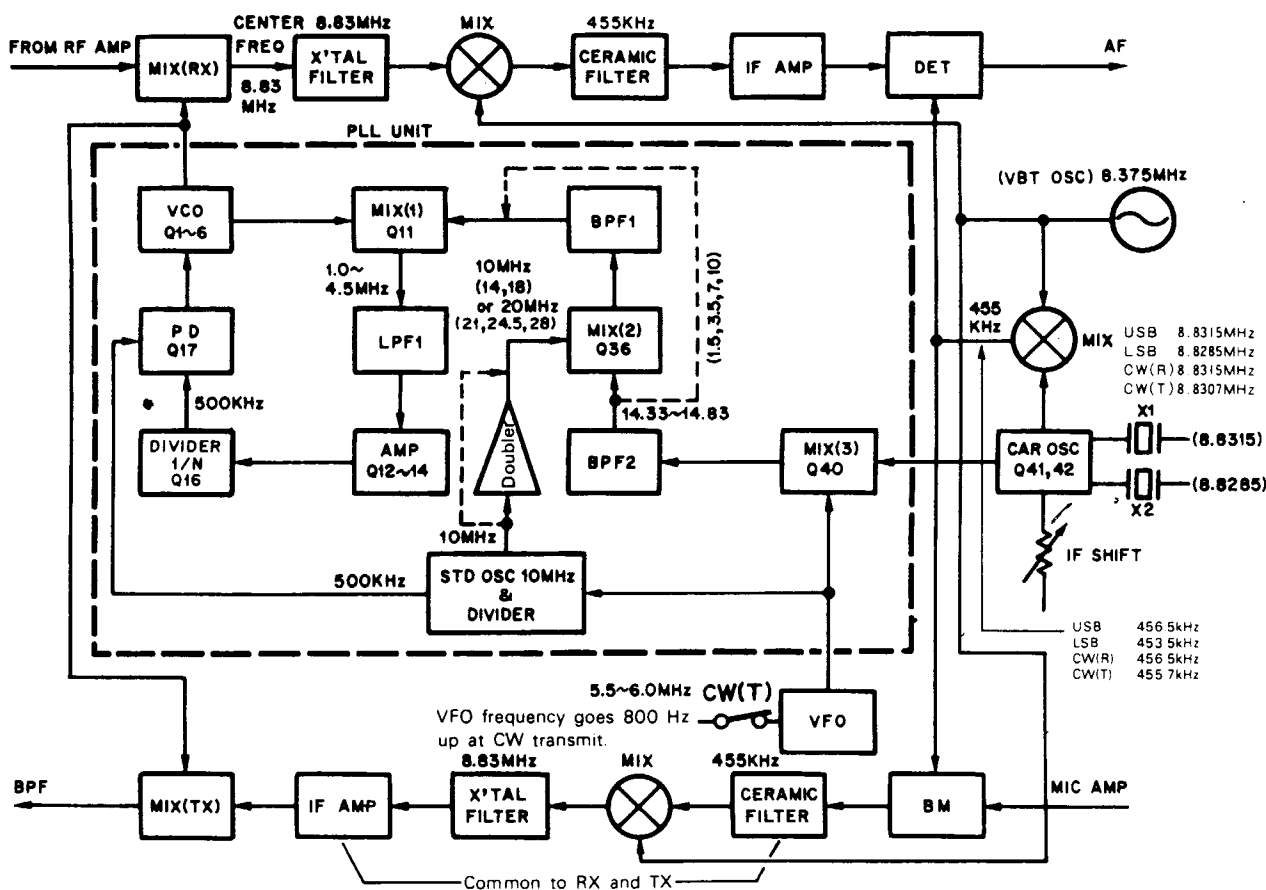 CENTER 8.83MHz
MIX
455KHz
FROM RF AMP
MIX(RX)
FREQ
8.83
MHz
X'TAL
FILTER
CERAMIC
FILTER
IF AMP
DET
AF
PLL UNIT
(VBT OSC) 8.375MHz
VCO
Q1~6
MIX(1)
Q11
BPF1
1.0~
4.5MHz
10MHz
(14,18)
or 20MHz
(21,24.5,28)
(1.5,3.5,7,10)
PD
Q17
LPF1
MIX(2)
Q36
455
KHz
MIX
USB 8.8315MHz
LSB 8.8285MHz
CW(R) 8.8315MHz
CW(T) 8.8307MHz
500KHz
14.33~14.83
DIVIDER
1/N
Q16
AMP
Q12~14
Doubler
BPF2
MIX(3)
Q40
CAR OSC
Q41,42
X1
(8.8315)
X2
(8.8285)
10MHz
IF SHIFT
500KHz
STD OSC 10MHz
&
DIVIDER
USB 456.5kHz
LSB 453.5kHz
CW(R) 456.5kHz
CW(T) 455.7kHz
5.5~6.0MHz
CW(T)
VFO frequency goes 800 Hz
up at CW transmit.
VFO
8.83MHz
MIX
455KHz
BPF
MIX(TX)
IF AMP
X'TAL
FILTER
CERAMIC
FILTER
BM
MIC AMP
Common to RX and TX